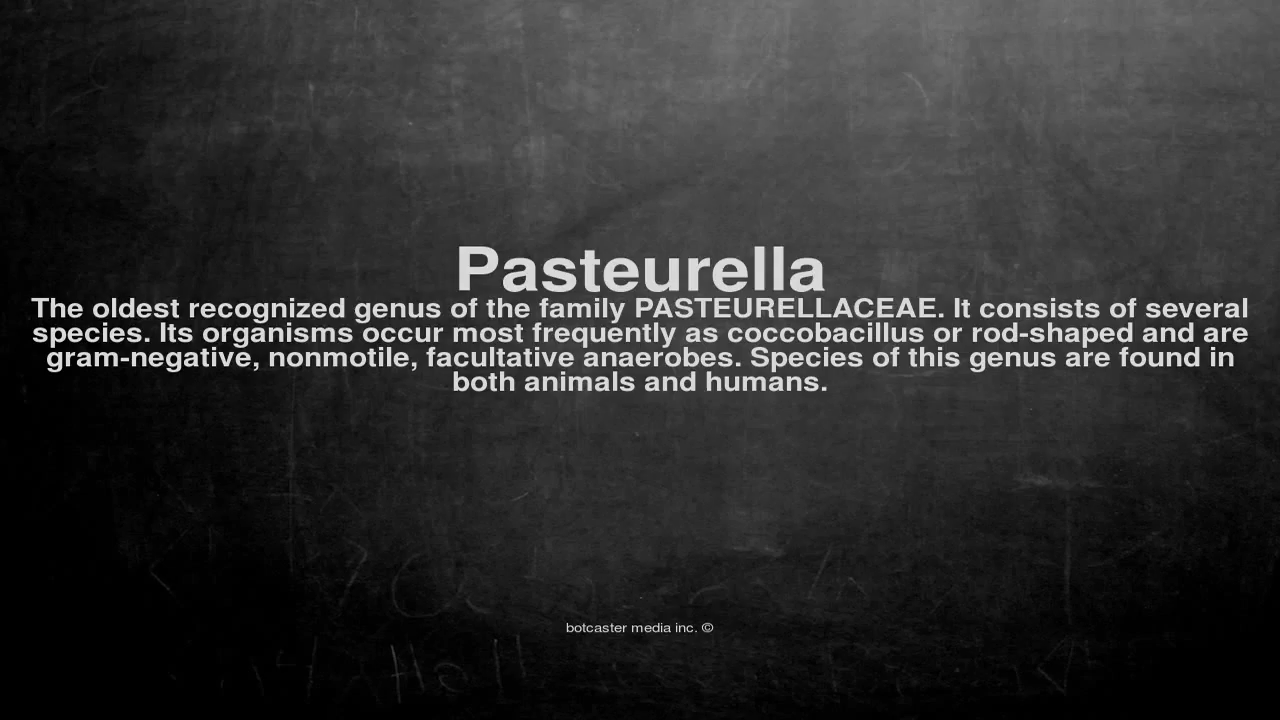 Pasteurella
The oldest recognized genus of the family PASTEURELLACEAE. It consists of several
species. Its organisms occur most frequently as coccobacillus or rod-shaped and are
gram-negative, nonmotile, facultative anaerobes. Species of this genus are found in
both animals and humans.
botcaster media inc. ©